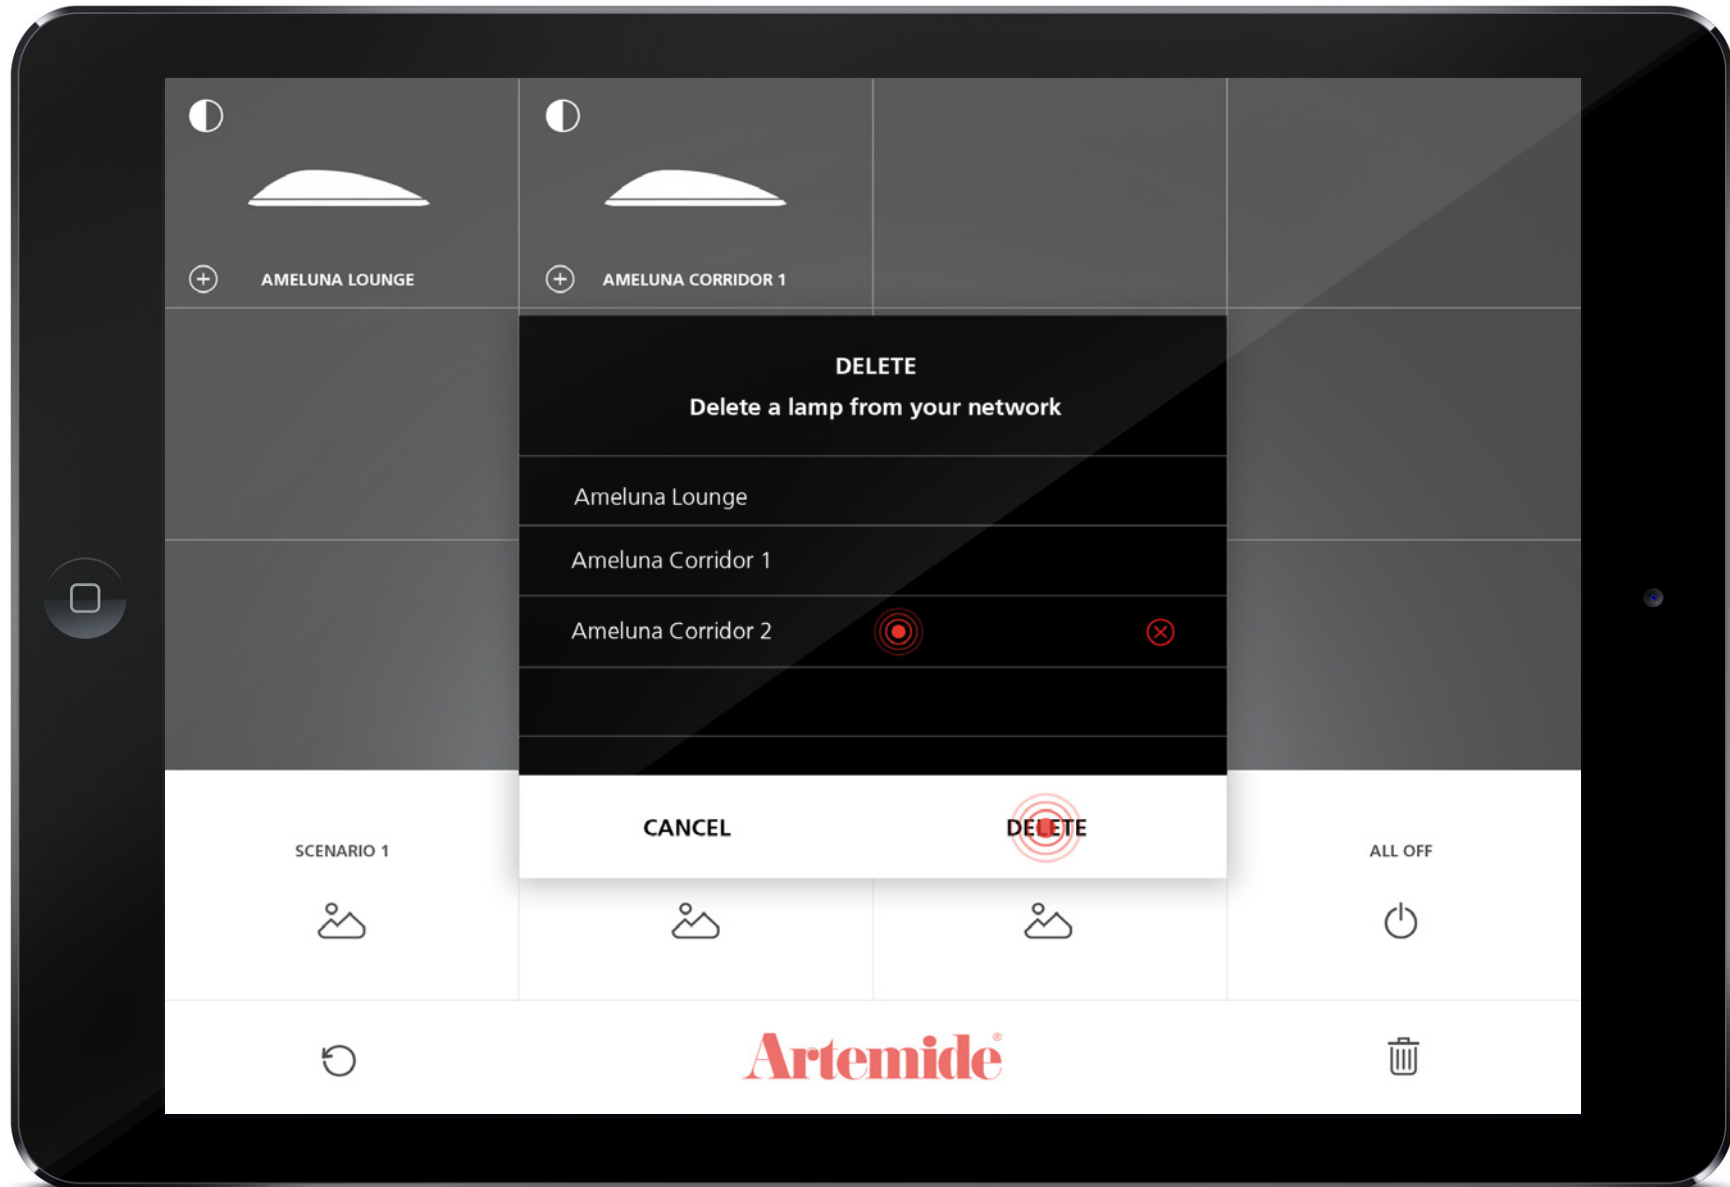 AMELUNA LOUNGE
AMELUNA CORRIDOR 1
DELETE
Delete a lamp from your network
Ameluna Lounge
Ameluna Corridor 1
Ameluna Corridor 2
CANCEL
DELETE
SCENARIO 1
ALL OFF
Artemide®